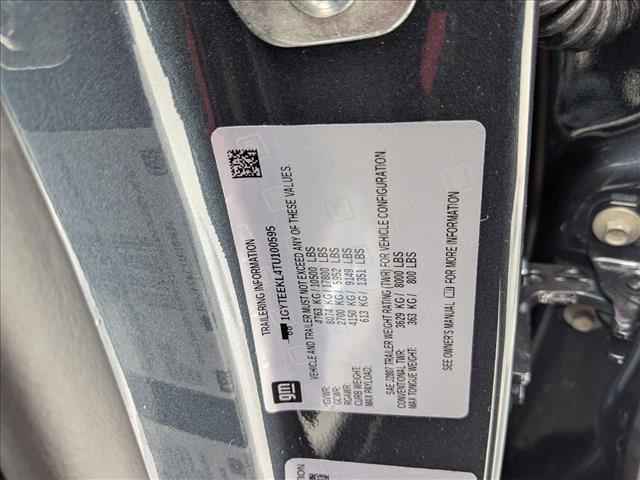 TRAILERING INFORMATION
1GYTEEKL4TU100595
VEHICLE AND TRAILER MUST NOT EXCEED ANY OF THESE VALUES.
GVWR: 4763 KG / 10500 LBS
GCWR: 8074 KG / 17800 LBS
RGAWR: 2700 KG / 5952 LBS
CURB WEIGHT: 4150 KG / 9149 LBS
MAX PAYLOAD: 613 KG / 1351 LBS
SAE J2807 TRAILER WEIGHT RATING (TWR) FOR VEHICLE CONFIGURATION.
CONVENTIONAL TWR: 3629 KG / 8000 LBS
MAX TONGUE WEIGHT: 363 KG / 800 LBS
SEE OWNER'S MANUAL FOR MORE INFORMATION
gm